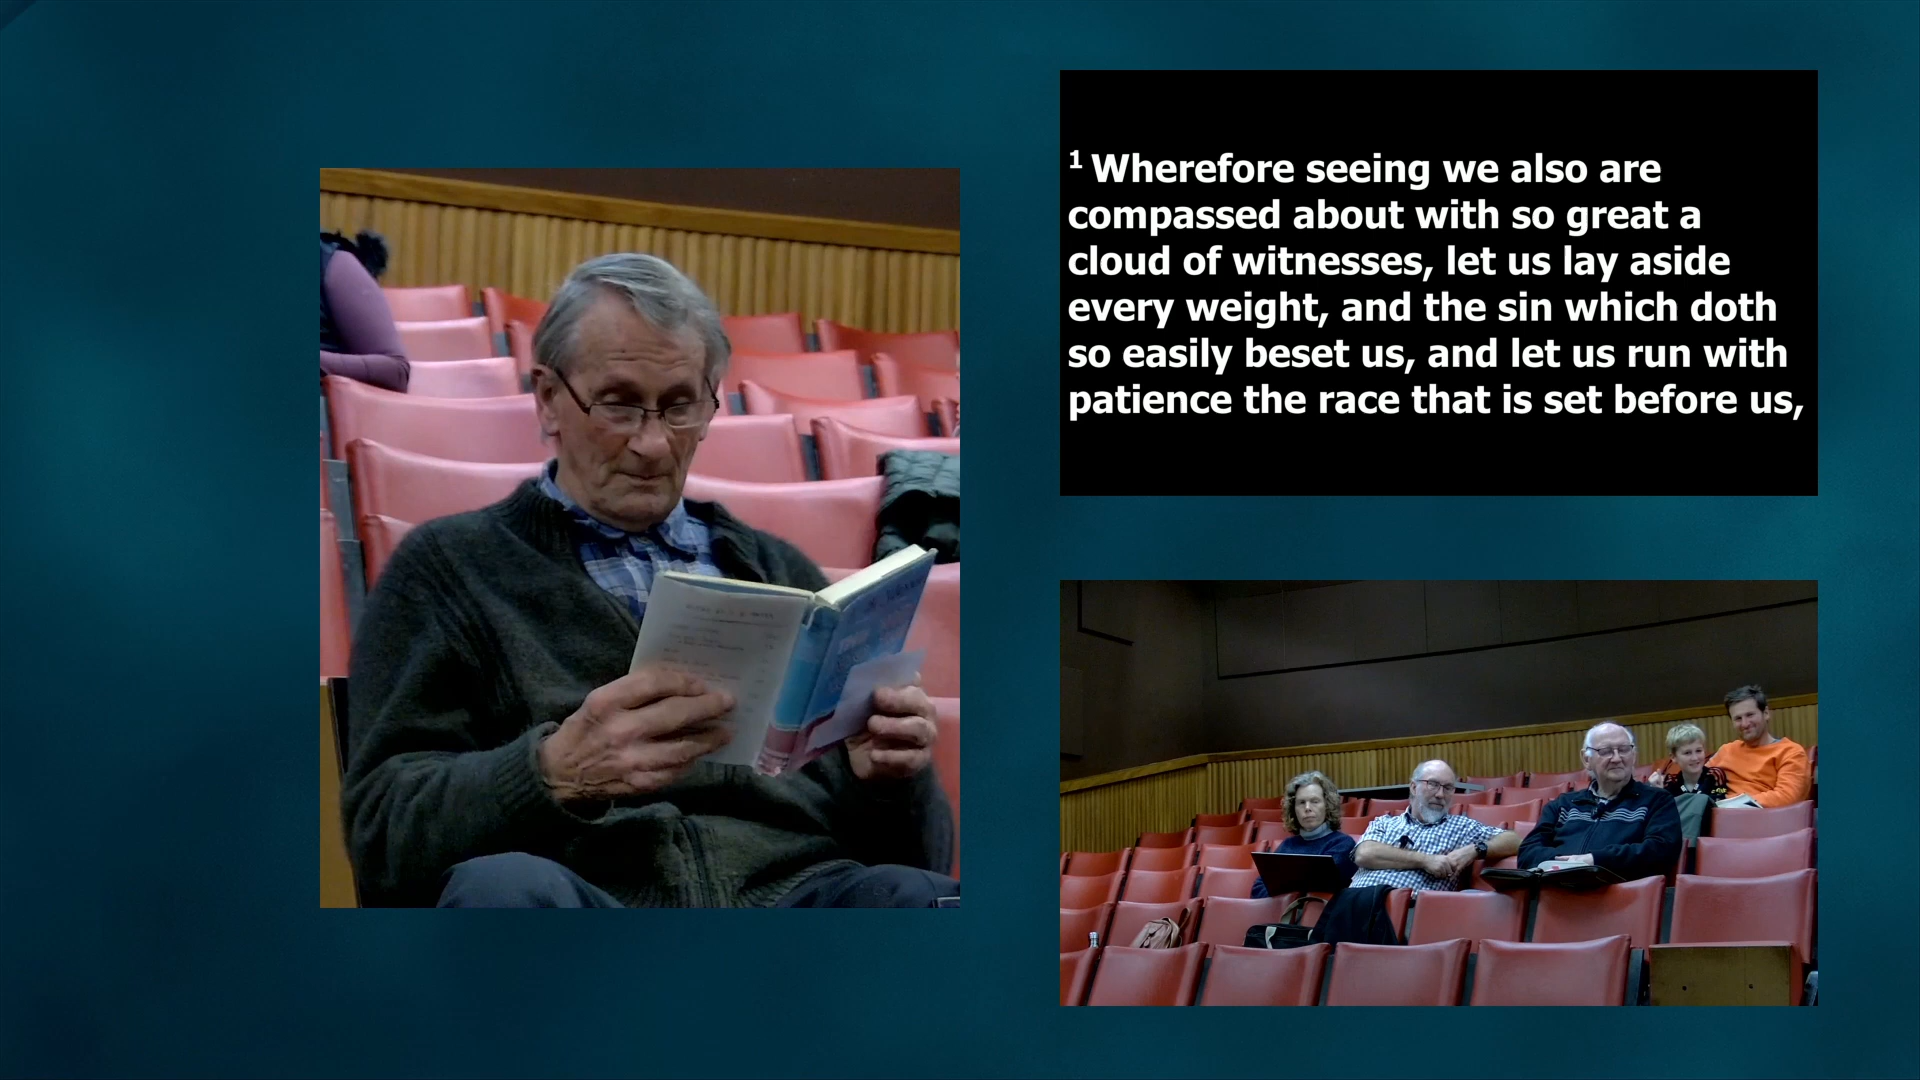 1 Wherefore seeing we also are
compassed about with so great a
cloud of witnesses, let us lay aside
every weight, and the sin which doth
so easily beset us, and let us run with
patience the race that is set before us,